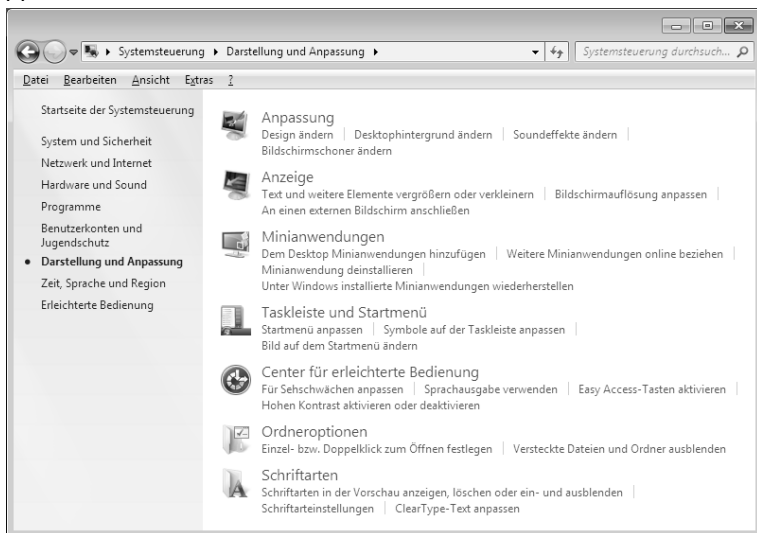 Systemsteuerung ▸ Darstellung und Anpassung ▸
Systemsteuerung durchsuch...
Datei Bearbeiten Ansicht Extras ?
Startseite der Systemsteuerung
System und Sicherheit
Netzwerk und Internet
Hardware und Sound
Programme
Benutzerkonten und
Jugendschutz
• Darstellung und Anpassung
Zeit, Sprache und Region
Erleichterte Bedienung
Anpassung
Design ändern | Desktophintergrund ändern | Soundeffekte ändern |
Bildschirmschoner ändern
Anzeige
Text und weitere Elemente vergrößern oder verkleinern | Bildschirmauflösung anpassen |
An einen externen Bildschirm anschließen
Minianwendungen
Dem Desktop Minianwendungen hinzufügen | Weitere Minianwendungen online beziehen |
Minianwendung deinstallieren |
Unter Windows installierte Minianwendungen wiederherstellen
Taskleiste und Startmenü
Startmenü anpassen | Symbole auf der Taskleiste anpassen |
Bild auf dem Startmenü ändern
Center für erleichterte Bedienung
Für Sehschwächen anpassen | Sprachausgabe verwenden | Easy Access-Tasten aktivieren |
Hohen Kontrast aktivieren oder deaktivieren
Ordneroptionen
Einzel- bzw. Doppelklick zum Öffnen festlegen | Versteckte Dateien und Ordner ausblenden
Schriftarten
Schriftarten in der Vorschau anzeigen, löschen oder ein- und ausblenden |
Schriftarteinstellungen | ClearType-Text anpassen